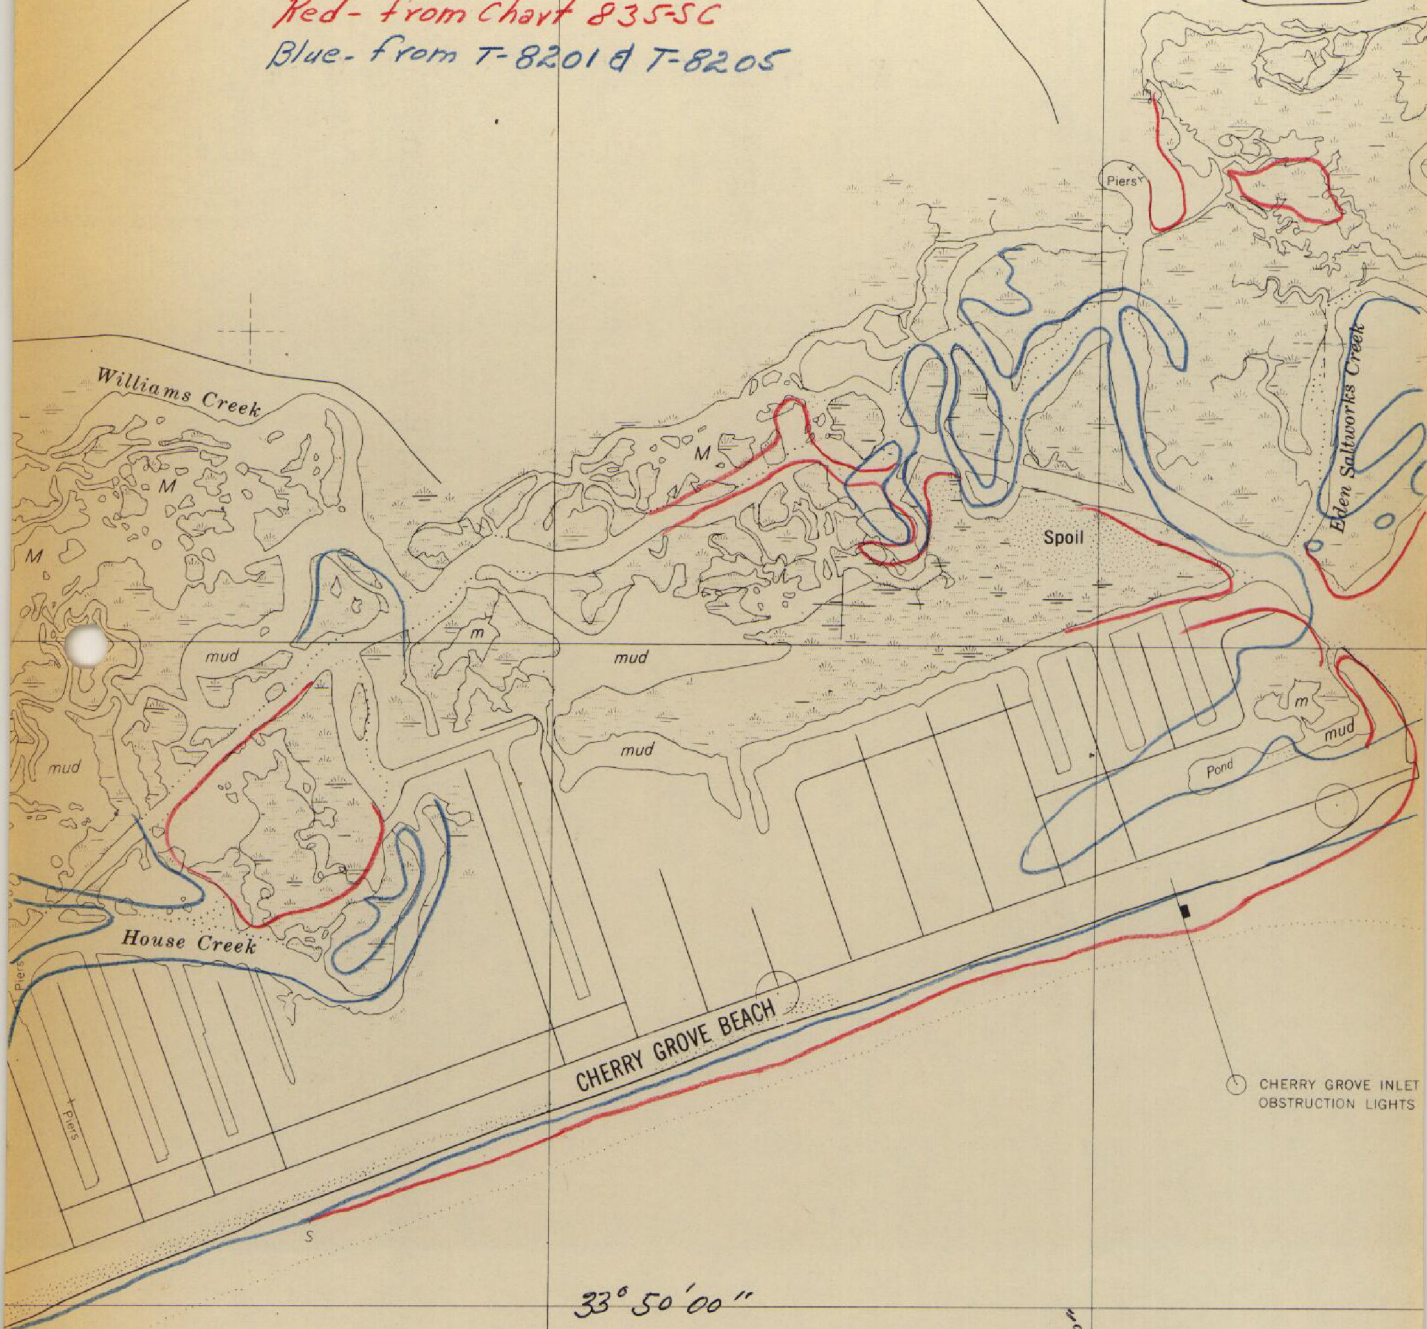 Red- from Chart 835-SC
Blue- from T-8201 & T-8205
Piers
Williams Creek
M
M
M
Eden Saltworks Creek
Spoil
m
mud
mud
mud
mud
m
mud
Pond
House Creek
Piers
Piers
CHERRY GROVE BEACH
CHERRY GROVE INLET
OBSTRUCTION LIGHTS
S
33° 50' 00"